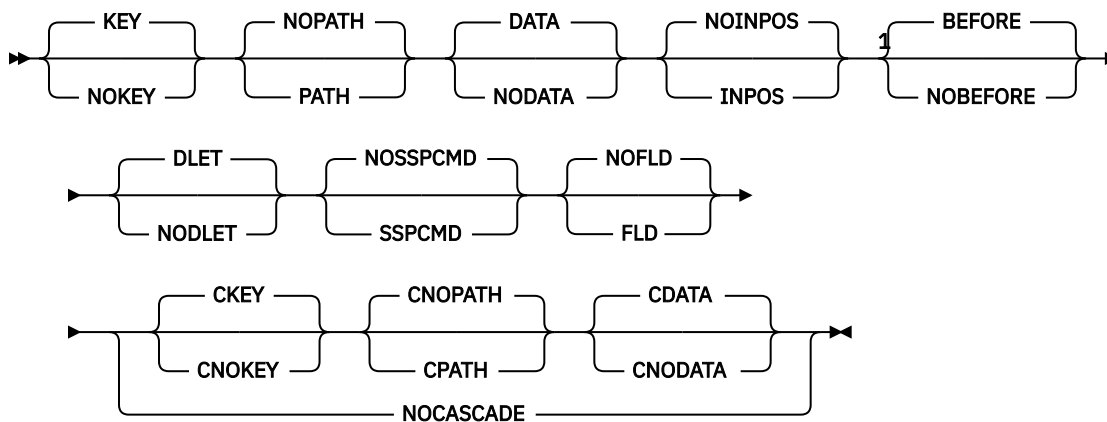 KEY NOPATH DATA NOINPOS 1 BEFORE
NOKEY PATH NODATA INPOS NOBEFORE
DLET NOSSPCMD NOFLD
NODLET SSPCMD FLD
CKEY CNOPATH CDATA
CNOKEY CPATH CNODATA
NOCASCADE